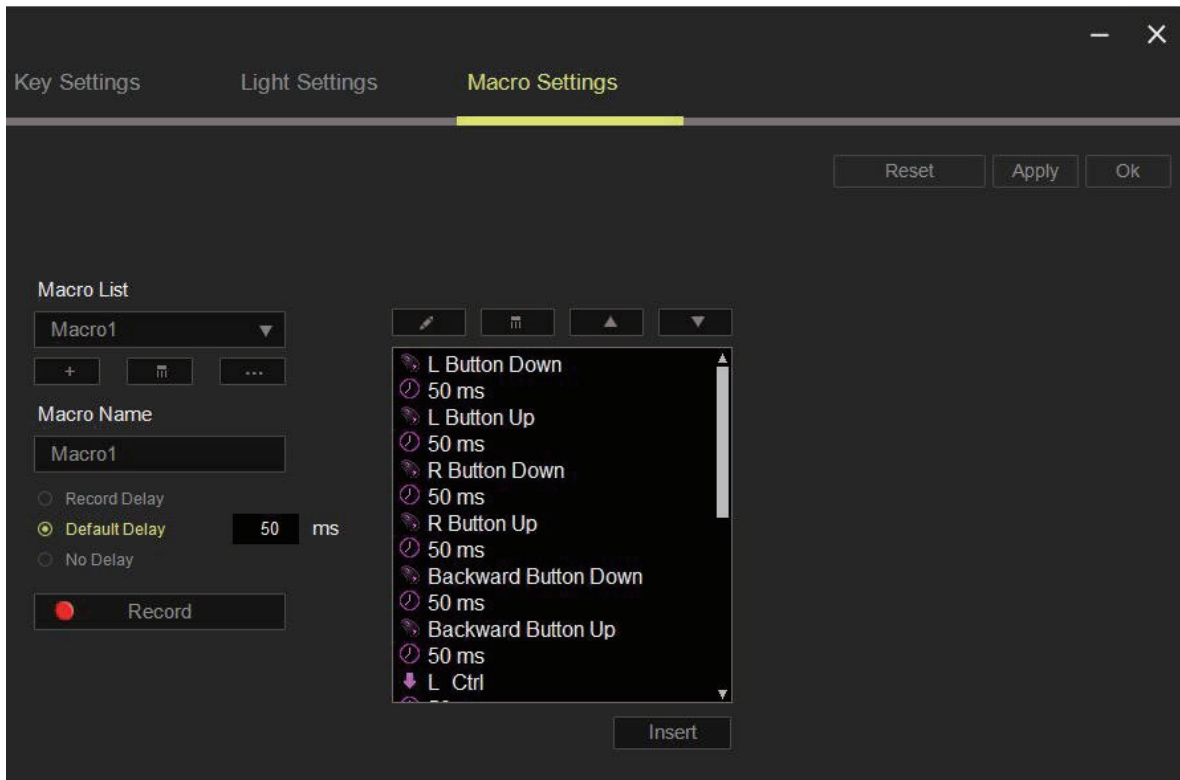 Key Settings
Light Settings
Macro Settings
Reset
Apply
Ok
Macro List
Macro1
Macro Name
Macro1
Record Delay
Default Delay
50
ms
No Delay
Record
L Button Down
50 ms
L Button Up
50 ms
R Button Down
50 ms
R Button Up
50 ms
Backward Button Down
50 ms
Backward Button Up
50 ms
L Ctrl
Insert